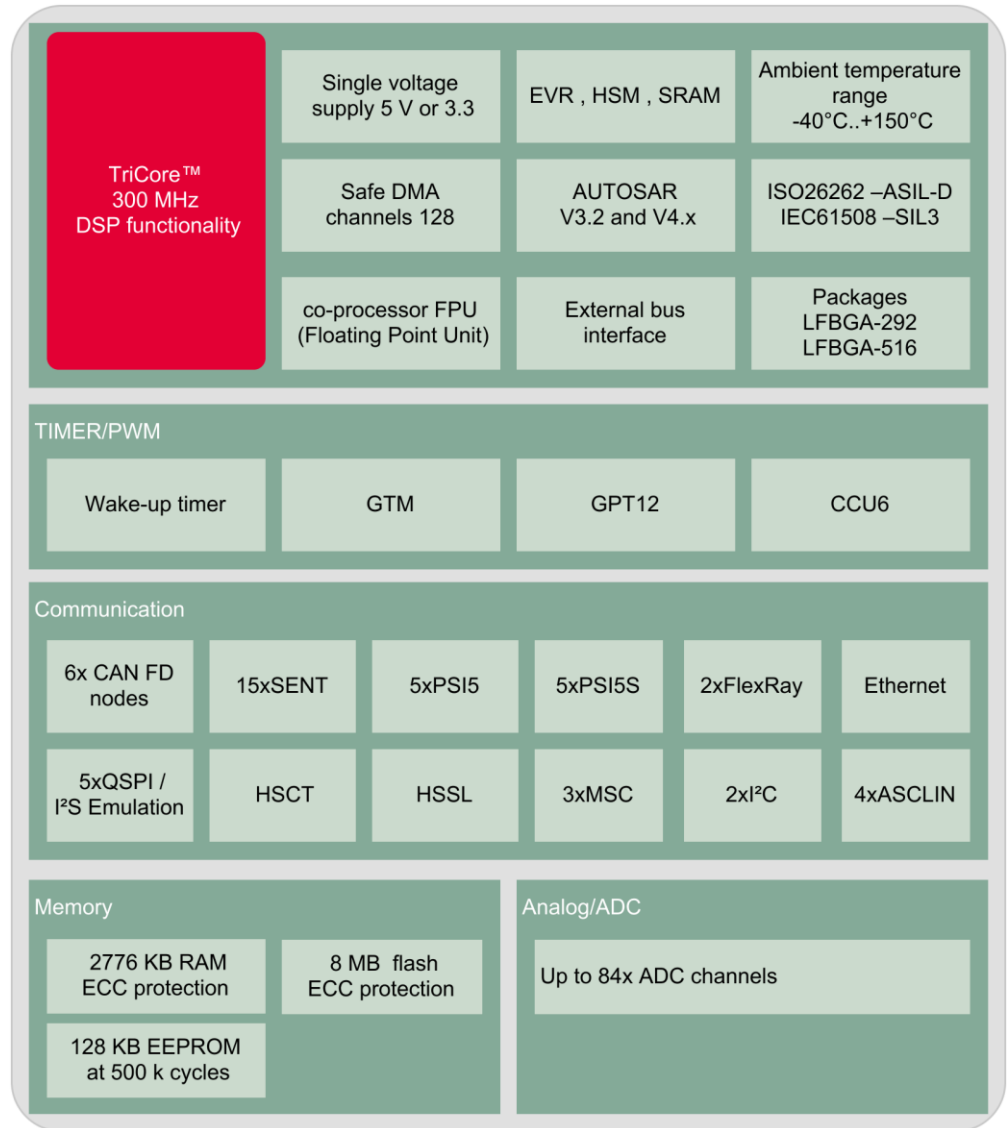 TriCore™
300 MHz
DSP functionality
Single voltage
supply 5 V or 3.3
EVR , HSM , SRAM
Ambient temperature
range
-40°C..+150°C
Safe DMA
channels 128
AUTOSAR
V3.2 and V4.x
ISO26262 –ASIL-D
IEC61508 –SIL3
co-processor FPU
(Floating Point Unit)
External bus
interface
Packages
LFBGA-292
LFBGA-516
TIMER/PWM
Wake-up timer
GTM
GPT12
CCU6
Communication
6x CAN FD
nodes
15xSENT
5xPSI5
5xPSI5S
2xFlexRay
Ethernet
5xQSPI /
I²S Emulation
HSCT
HSSL
3xMSC
2xI²C
4xASCLIN
Memory
2776 KB RAM
ECC protection
8 MB flash
ECC protection
128 KB EEPROM
at 500 k cycles
Analog/ADC
Up to 84x ADC channels